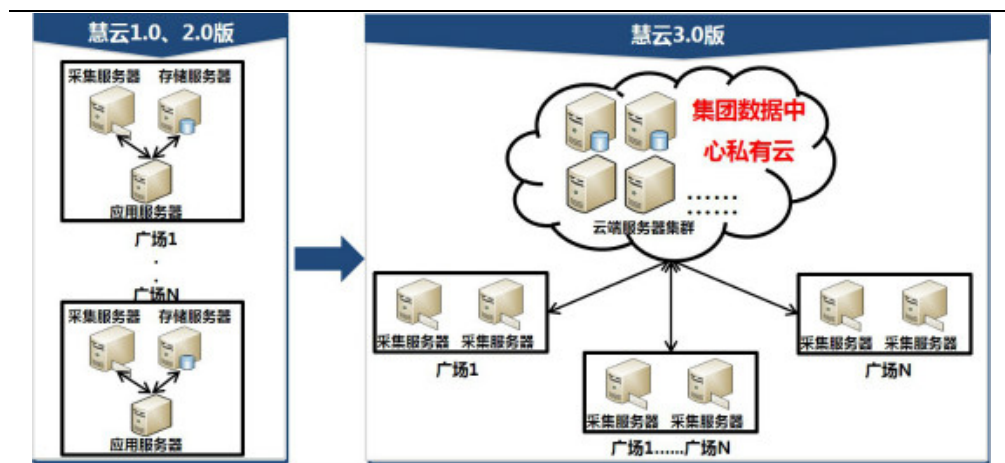 慧云1.0、2.0版
采集服务器 存储服务器
应用服务器
广场1
.
.
广场N
采集服务器 存储服务器
应用服务器
慧云3.0版
集团数据中
心私有云
......
......
云端服务器集群
采集服务器 采集服务器
广场1
采集服务器 采集服务器
广场1......广场N
采集服务器 采集服务器
广场N